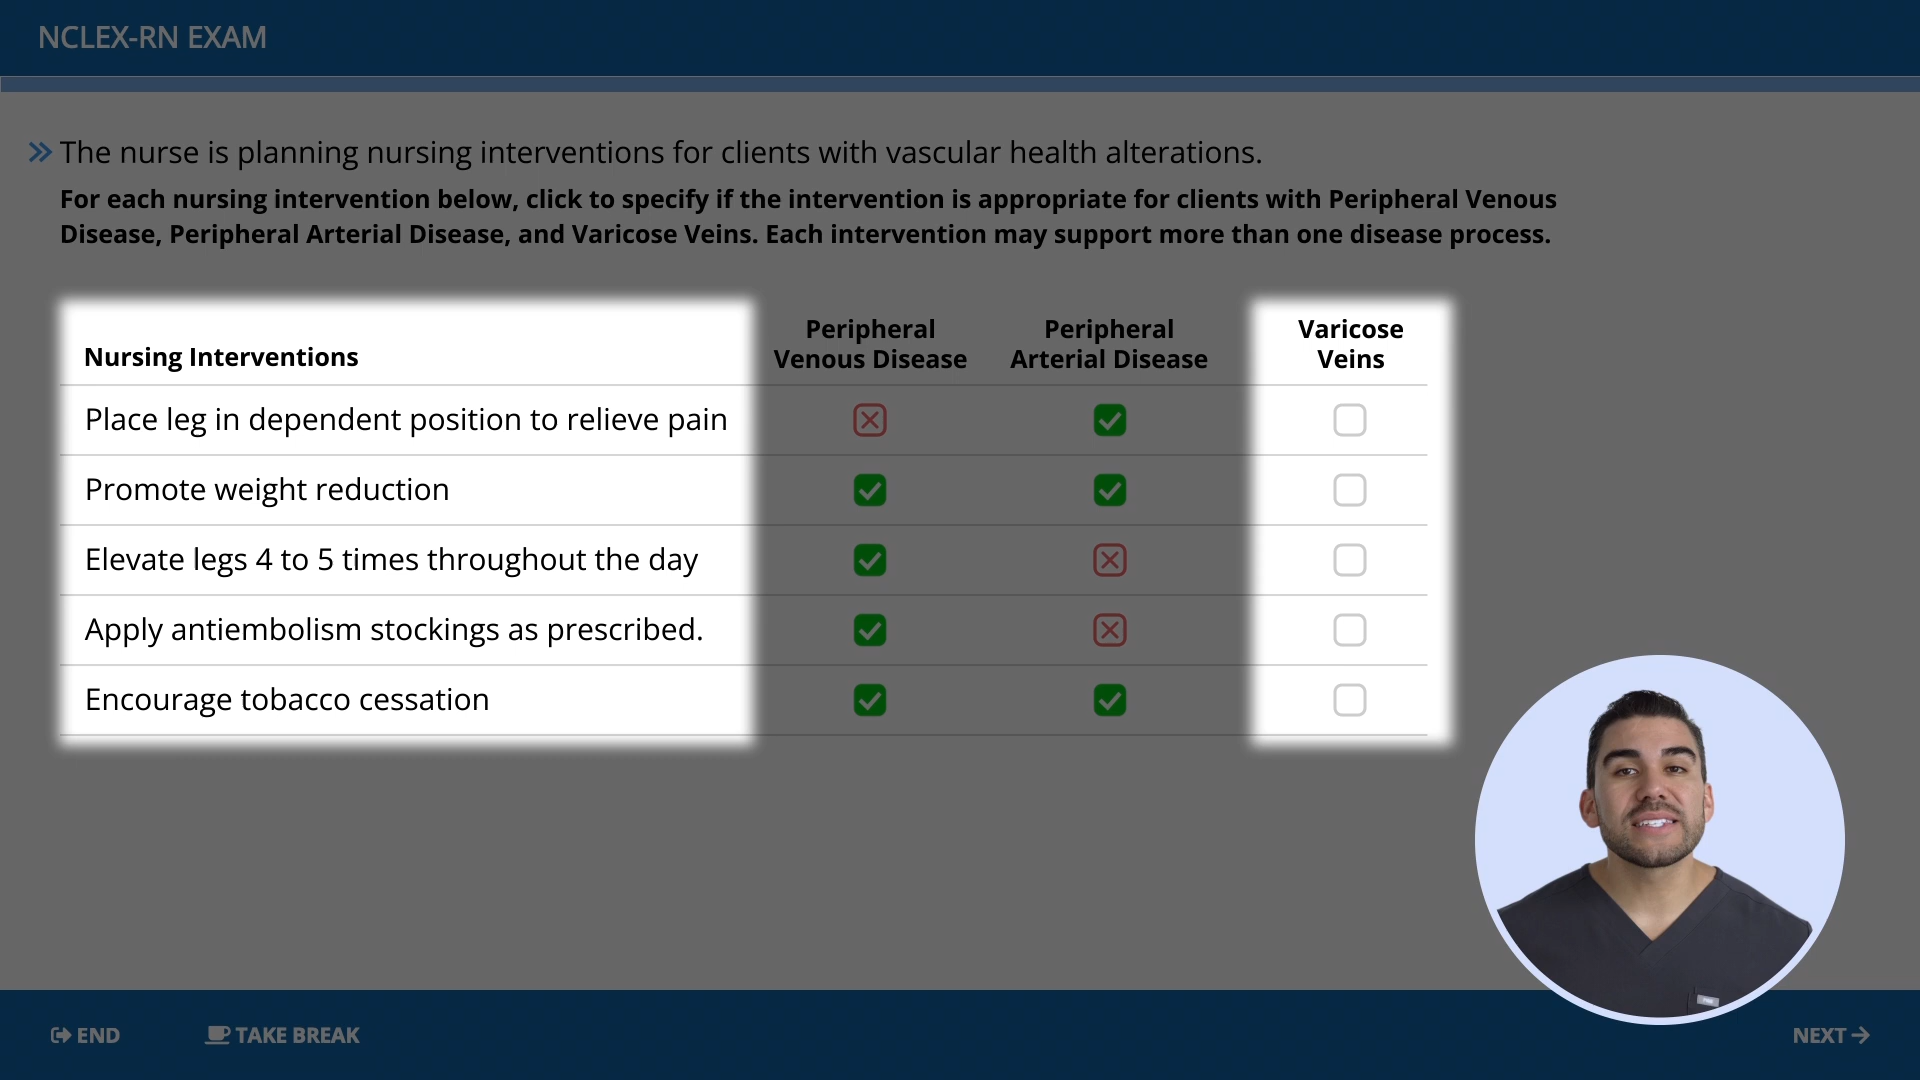 NCLEX-RN EXAM
The nurse is planning nursing interventions for clients with vascular health alterations.
For each nursing intervention below, click to specify if the intervention is appropriate for clients with Peripheral Venous
Disease, Peripheral Arterial Disease, and Varicose Veins. Each intervention may support more than one disease process.
Nursing Interventions
Peripheral
Venous Disease
Peripheral
Arterial Disease
Varicose
Veins
Place leg in dependent position to relieve pain
Promote weight reduction
Elevate legs 4 to 5 times throughout the day
Apply antiembolism stockings as prescribed.
Encourage tobacco cessation
END
TAKE BREAK
NEXT